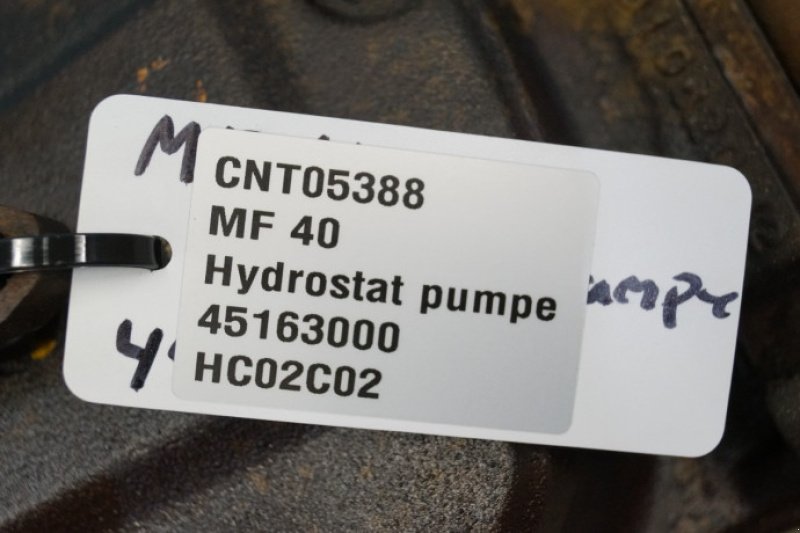 CNT05388
MF 40
Hydrostat pumpe
45163000
HC02C02